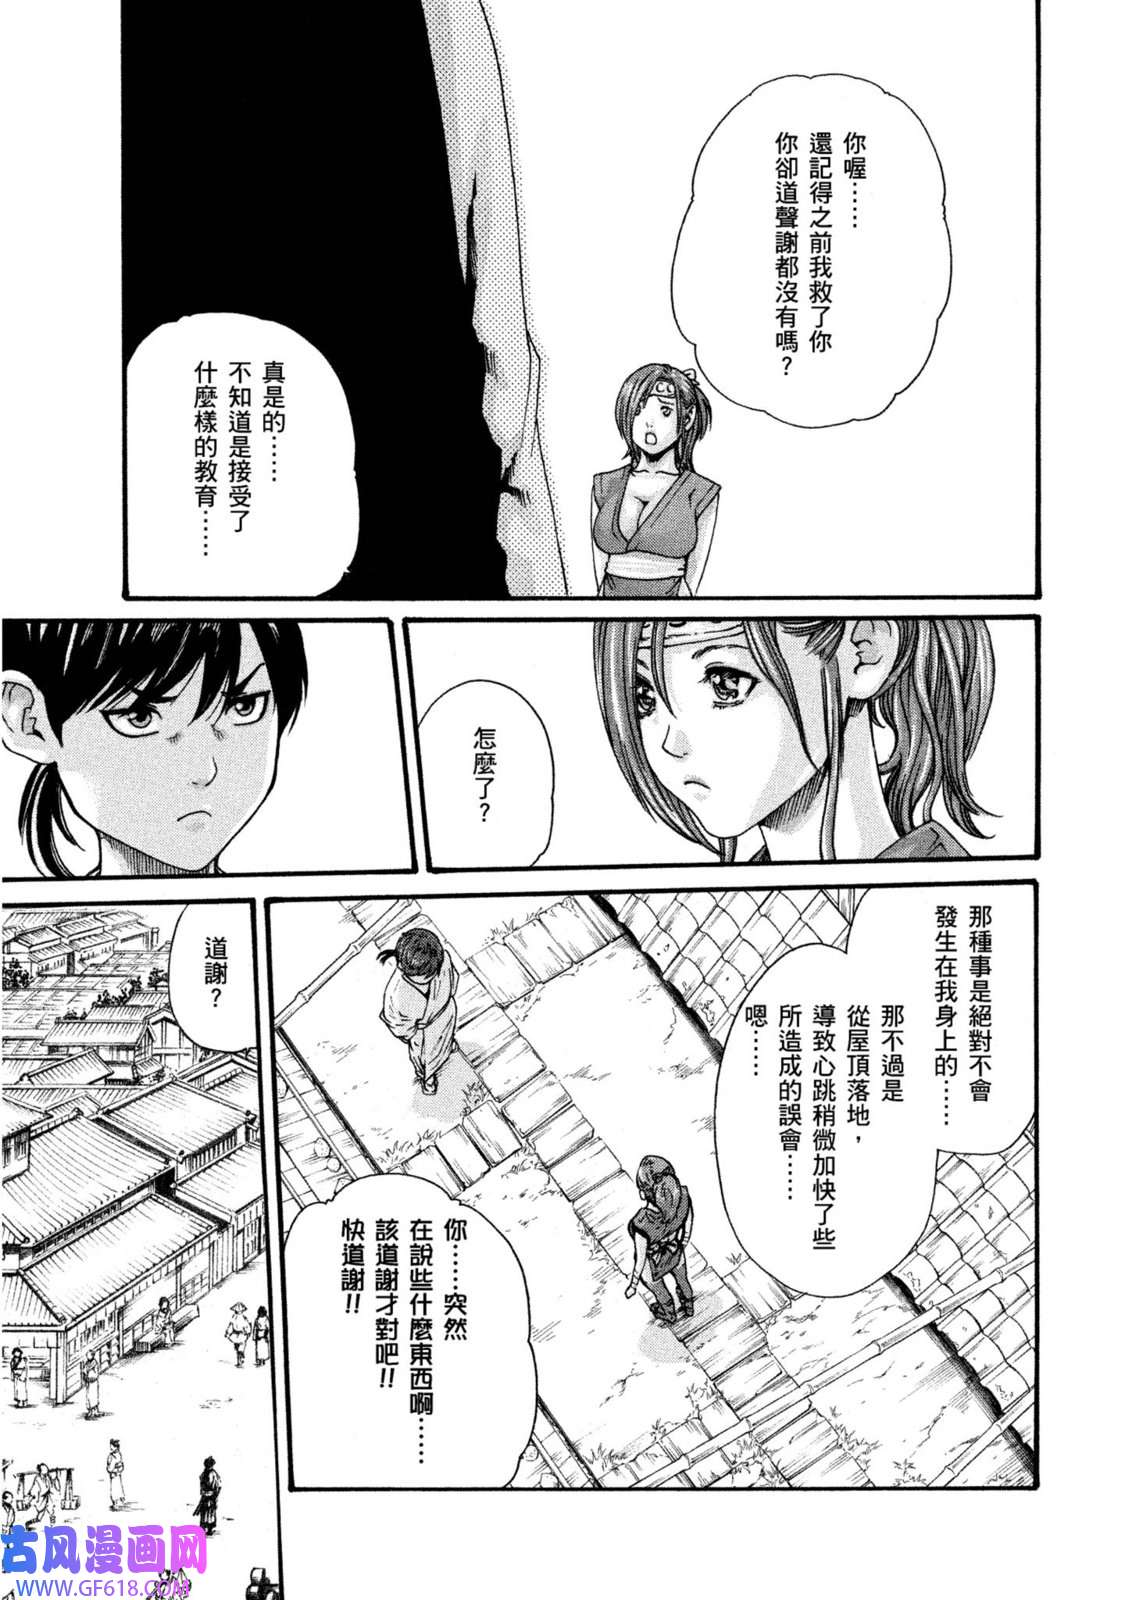 你喔……
還記得之前我救了你
你卻道聲謝都沒有嗎？
真是的……
不知道是接受了
什麼樣的教育……
怎麼了？
那種事是絕對不會
發生在我身上的……
那不過是
從屋頂落地，
導致心跳稍微加快了些
所造成的誤會……
嗯……
你……突然
在說些什麼東西啊……
該道謝才對吧！！
快道謝！！
道謝？
古风漫画网
WWW.GF618.COM